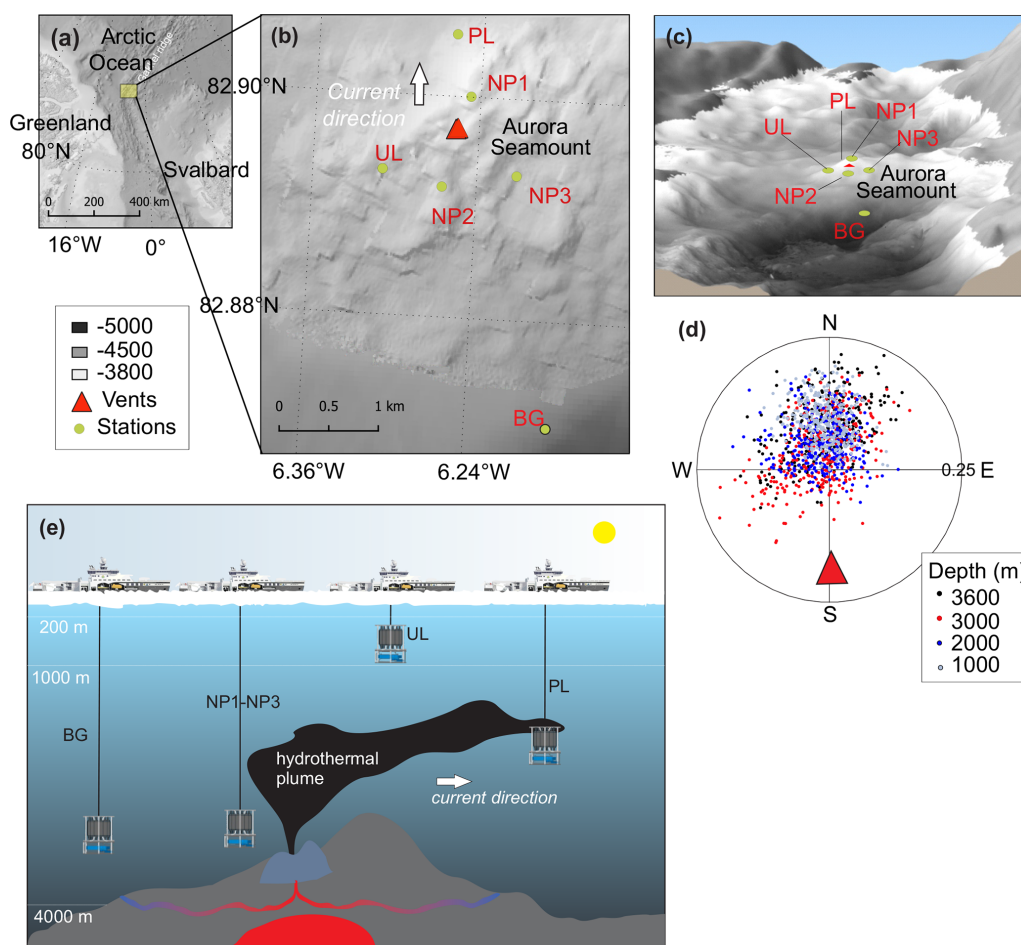 (a)
Arctic
Ocean
Greenland
80°N
Svalbard
0 200 400 km
16°W 0°
-5000
-4500
-3800
Vents
Stations
(b)
PL
82.90°N
NP1
Current
direction
Aurora
Seamount
UL
NP2
NP3
82.88°N
0 0.5 1 km
BG
6.36°W 6.24°W
(c)
PL
NP1
UL
NP3
Aurora
Seamount
NP2
BG
(d)
N
W
0.25 E
S
Depth (m)
3600
3000
2000
1000
(e)
200 m
UL
1000 m
NP1-NP3
PL
BG
hydrothermal
plume
current direction
4000 m